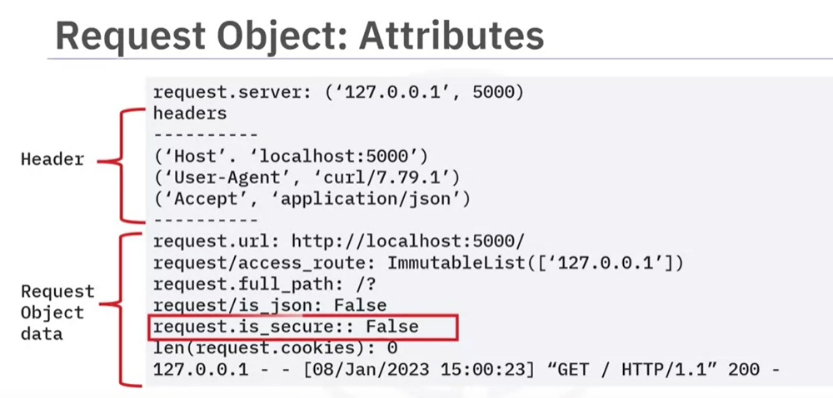 Request Object: Attributes
request.server: (‘127.0.0.1’, 5000)
headers
----------
Header
(‘Host’. ‘localhost:5000’)
(‘User-Agent’, ‘curl/7.79.1’)
(‘Accept’, ‘application/json’)
----------
Request
Object
data
request.url: http://localhost:5000/
request/access_route: ImmutableList([‘127.0.0.1’])
request.full_path: /?
request/is_json: False
request.is_secure:: False
len(request.cookies): 0
127.0.0.1 - - [08/Jan/2023 15:00:23] “GET / HTTP/1.1” 200 -